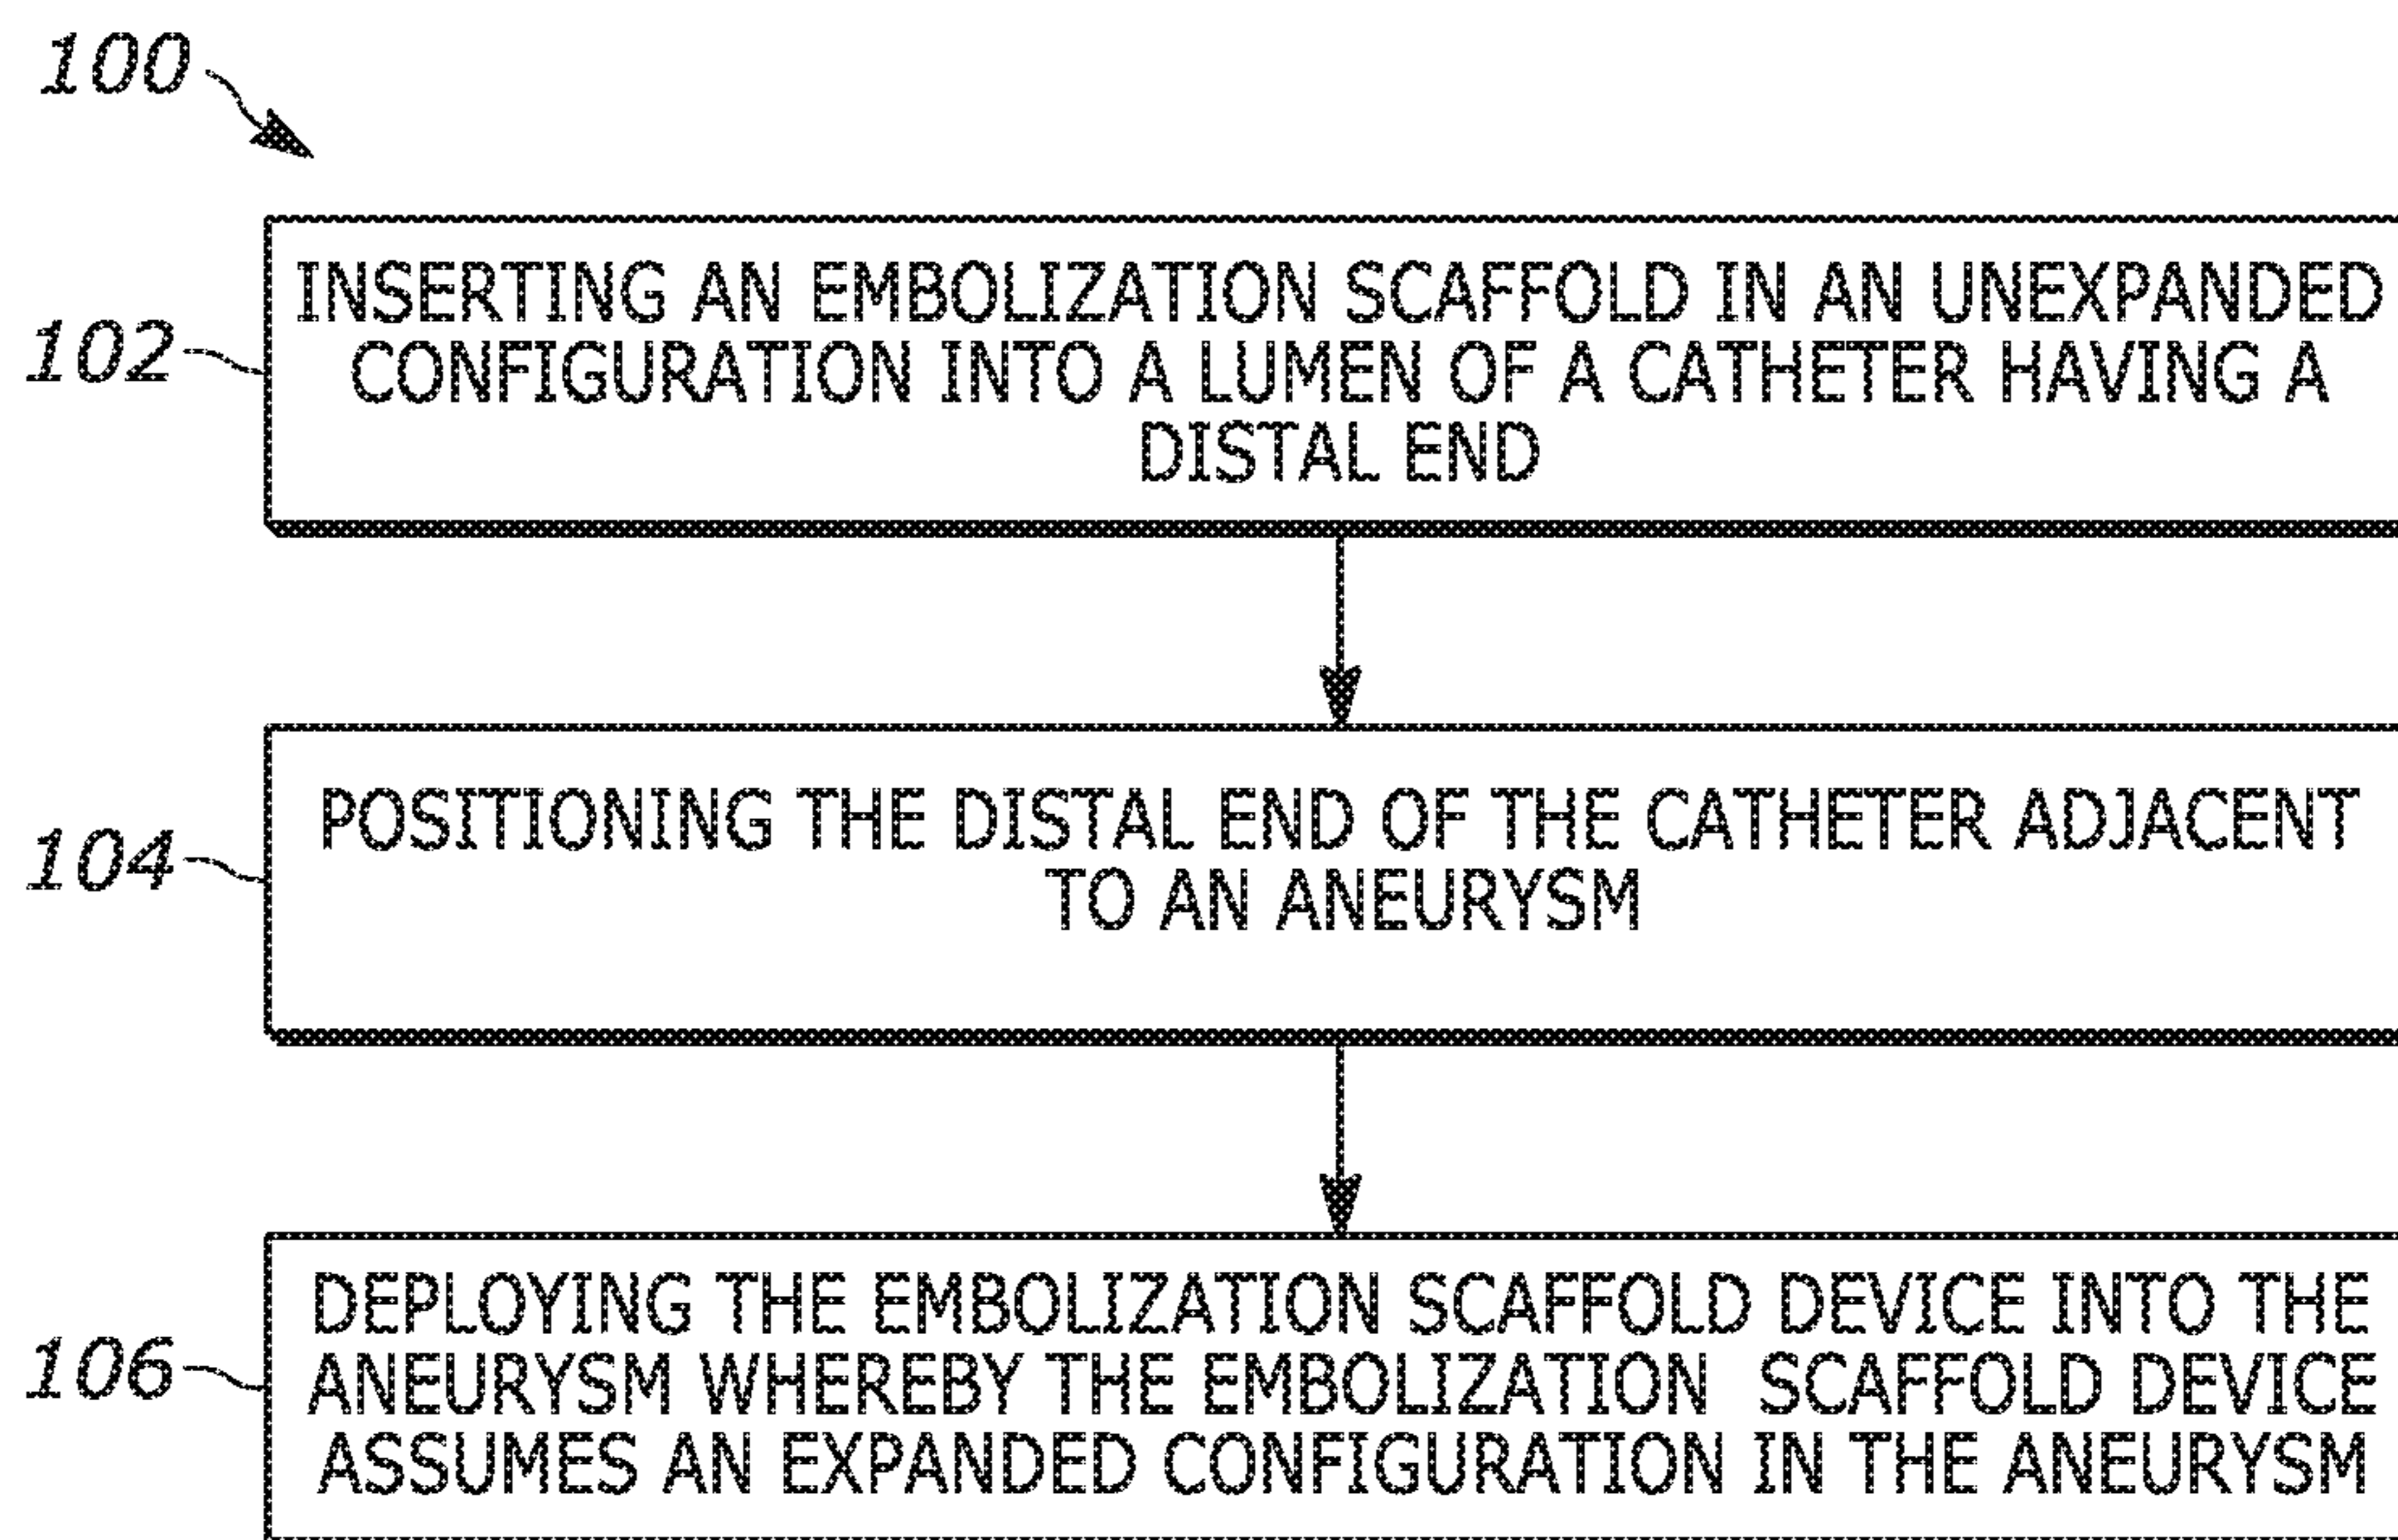 100
INSERTING AN EMBOLIZATION SCAFFOLD IN AN UNEXPANDED
102
CONFIGURATION INTO A LUMEN OF A CATHETER HAVING A
DISTAL END
POSITIONING THE DISTAL END OF THE CATHETER ADJACENT
104
TO AN ANEURYSM
DEPLOYING THE EMBOLIZATION SCAFFOLD DEVICE INTO THE
106
ANEURYSM WHEREBY THE EMBOLIZATION SCAFFOLD DEVICE
ASSUMES AN EXPANDED CONFIGURATION IN THE ANEURYSM